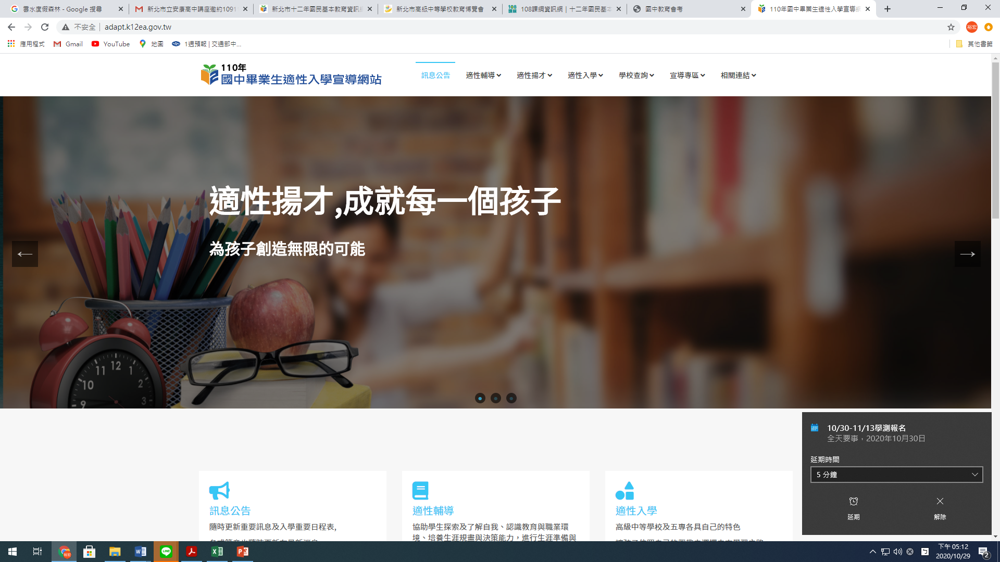 雲水度假森林 - Google 搜尋
新北市立安康高中講座邀約1091
新北市十二年國民基本教育資訊網
新北市高級中等學校教育博覽會
108課綱資訊網 | 十二年國民基本
國中教育會考
110年國中畢業生適性入學宣導網
不安全
adapt.k12ea.gov.tw
裕宏
應用程式
Gmail
YouTube
地圖
1週預報 | 交通部中...
其他書籤
110年
國中畢業生適性入學宣導網站
訊息公告
適性輔導
適性揚才
適性入學
學校查詢
宣導專區
相關連結
適性揚才,成就每一個孩子
為孩子創造無限的可能
12
11
1
10
2
9
3
訊息公告
隨時更新重要訊息及入學重要日程表,
適性輔導
協助學生探索及了解自我、認識教育與職業環
境、培養生涯規畫與決策能力，進行生涯準備與
適性入學
高級中等學校及五專各具自己的特色
10/30-11/13學測報名
全天要事，2020年10月30日
延期時間
5 分鐘
延期
解除
下午 05:12
2020/10/29
2